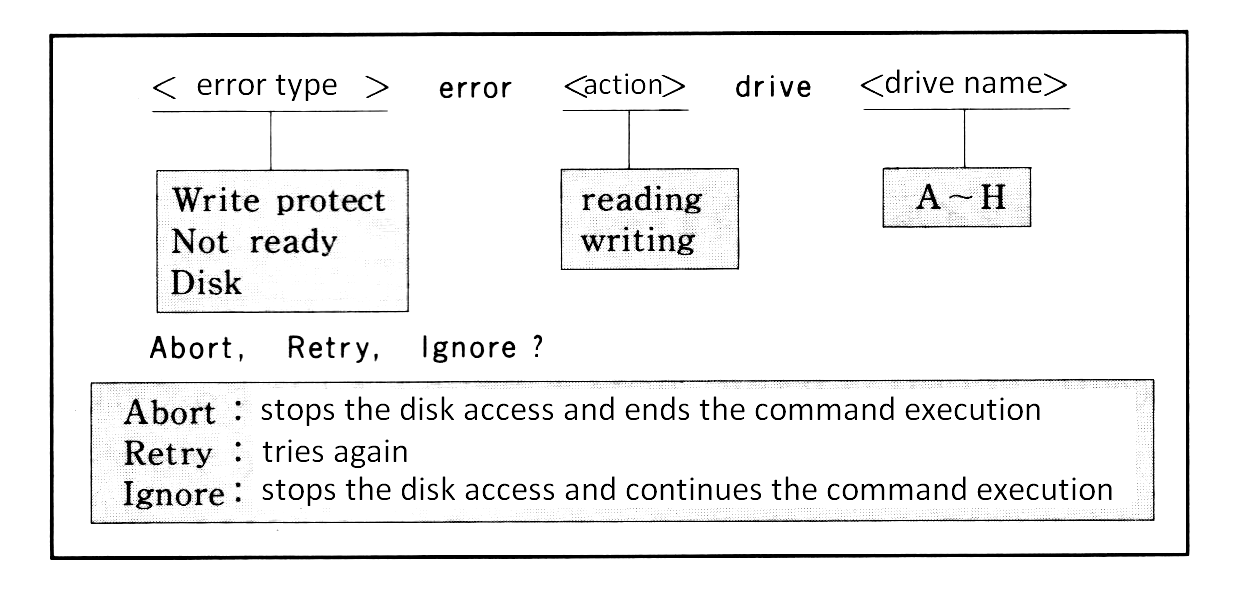 < error type > error <action> drive <drive name>
Write protect
Not ready
Disk
reading
writing
A~H
Abort, Retry, Ignore ?
Abort : stops the disk access and ends the command execution
Retry : tries again
Ignore : stops the disk access and continues the command execution